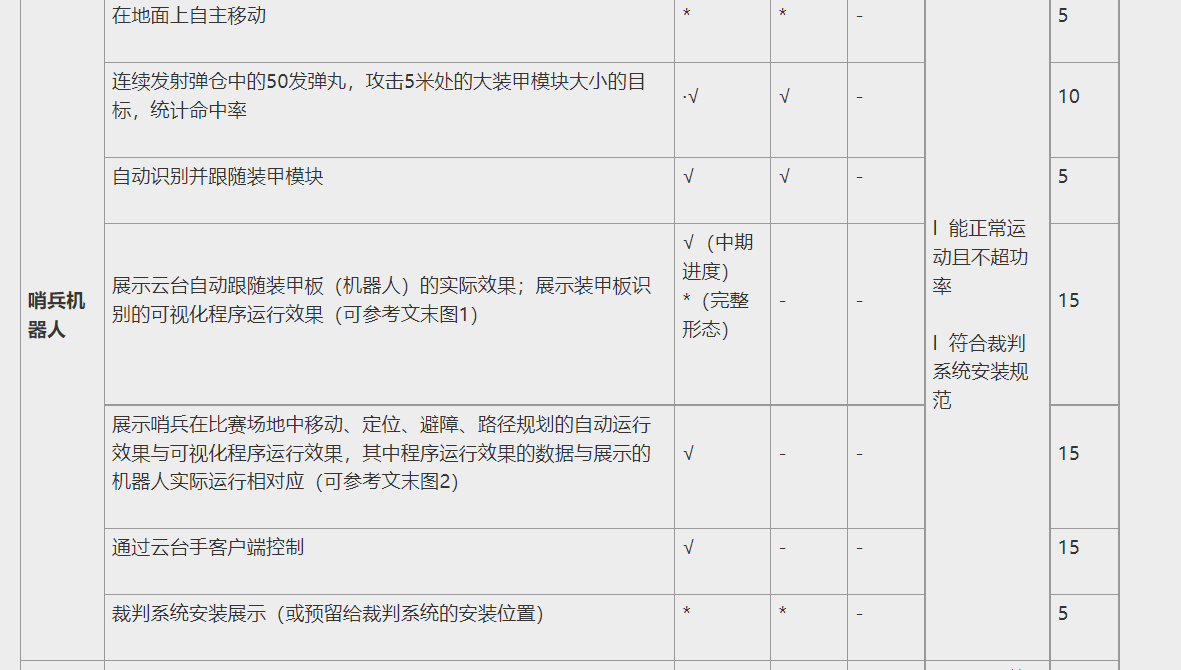 在地面上自主移动
*
*
-
5
连续发射弹仓中的50发弹丸，攻击5米处的大装甲模块大小的目
标，统计命中率
·√
√
-
10
自动识别并跟随装甲模块
√
√
-
5
哨兵机
器人
展示云台自动跟随装甲板（机器人）的实际效果；展示装甲板识
别的可视化程序运行效果（可参考文末图1）
√（中期
进度）
*（完整
形态）
-
-
l 能正常运
动且不超功
率
l 符合裁判
系统安装规
范
15
展示哨兵在比赛场地中移动、定位、避障、路径规划的自动运行
效果与可视化程序运行效果，其中程序运行效果的数据与展示的
机器人实际运行相对应（可参考文末图2）
√
-
-
15
通过云台手客户端控制
√
-
-
15
裁判系统安装展示（或预留给裁判系统的安装位置）
*
*
-
5